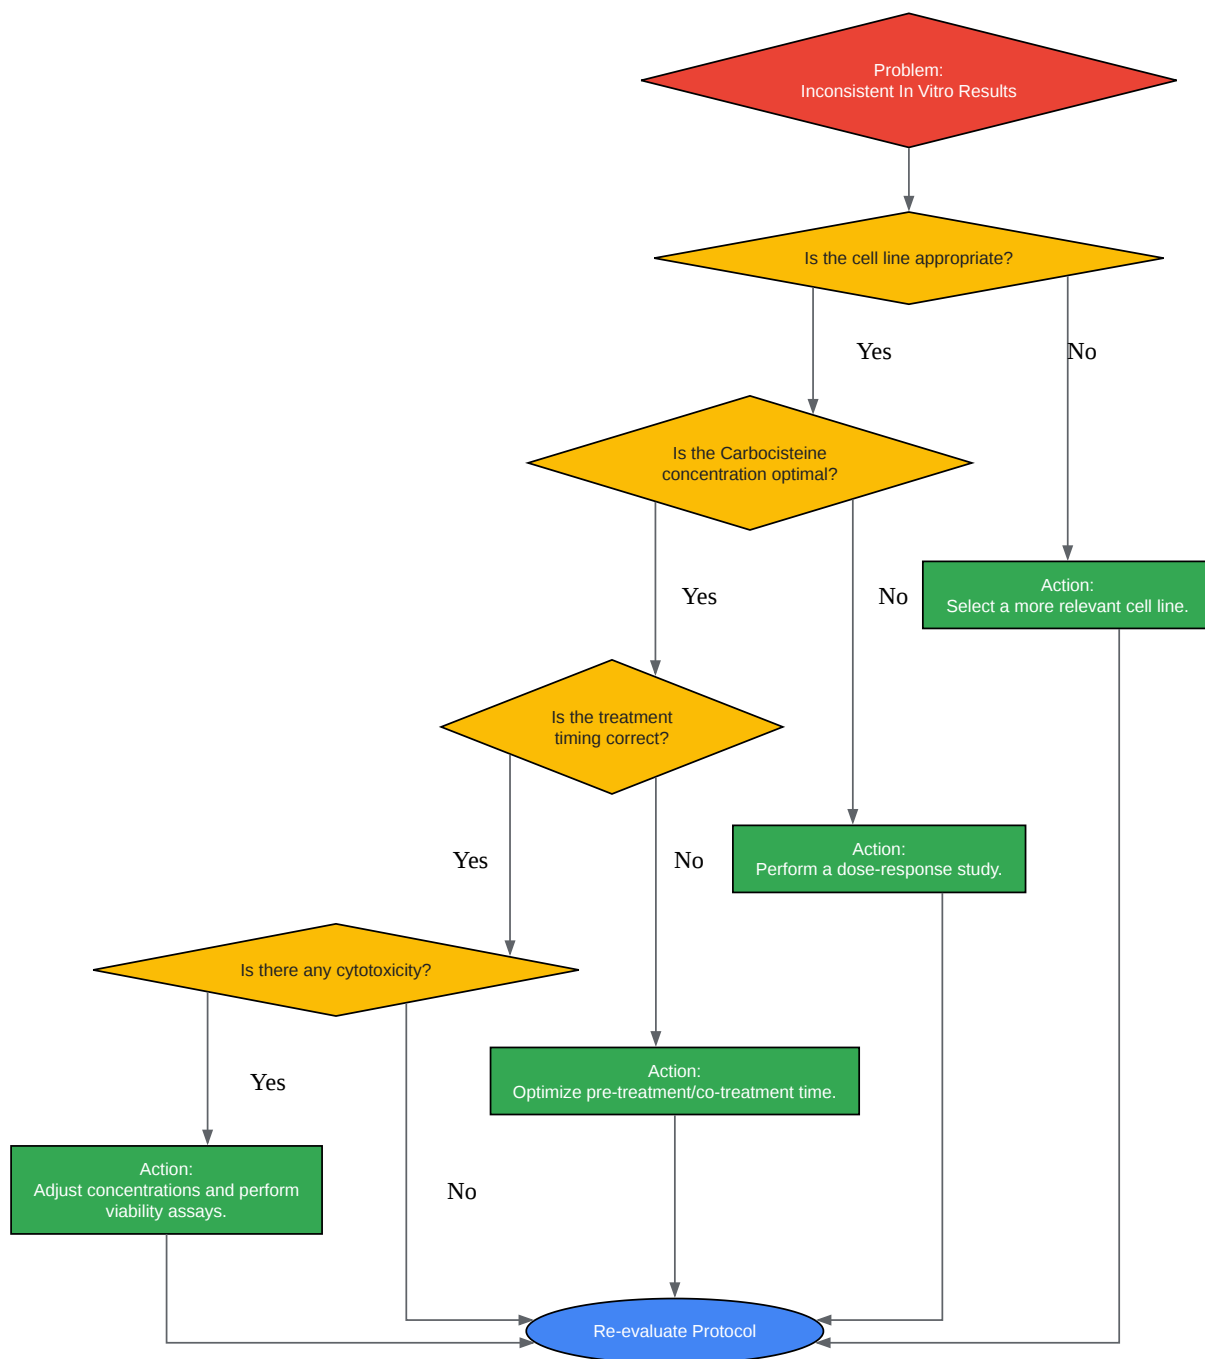 Problem:
Inconsistent In Vitro Results
Is the cell line appropriate?
Yes
No
Is the Carbocisteine
concentration optimal?
Yes
No
Action:
Select a more relevant cell line.
Is the treatment
timing correct?
Yes
No
Action:
Perform a dose-response study.
Is there any cytotoxicity?
Yes
No
Action:
Optimize pre-treatment/co-treatment time.
Action:
Adjust concentrations and perform
viability assays.
Re-evaluate Protocol